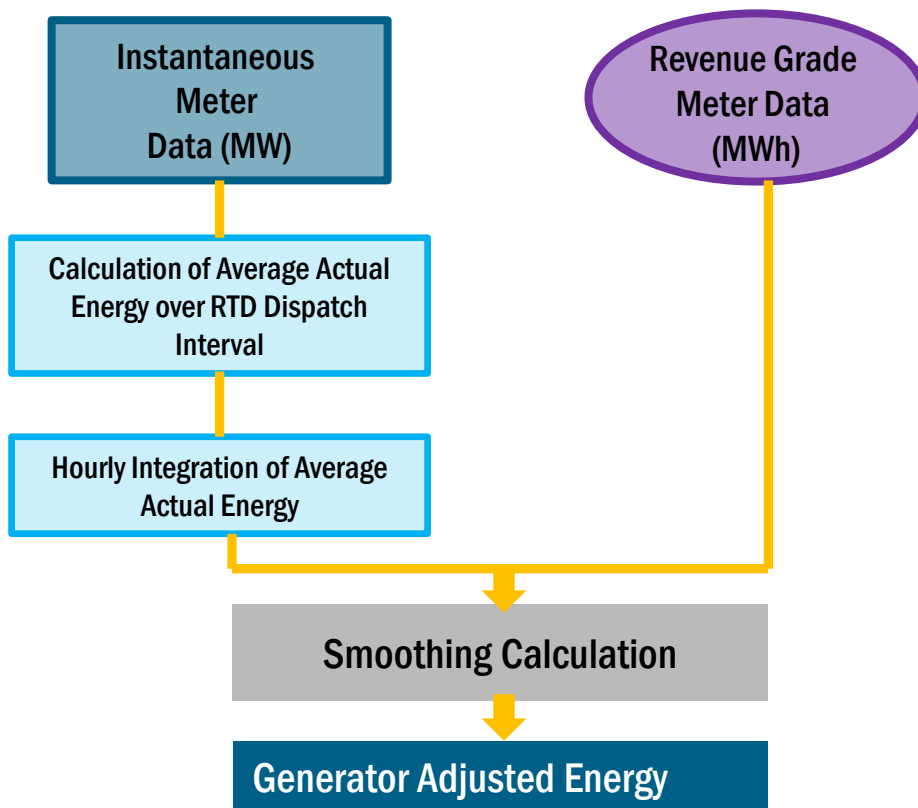 Instantaneous
Meter
Data (MW)
Revenue Grade
Meter Data
(MWh)
Calculation of Average Actual
Energy over RTD Dispatch
Interval
Hourly Integration of Average
Actual Energy
Smoothing Calculation
Generator Adjusted Energy